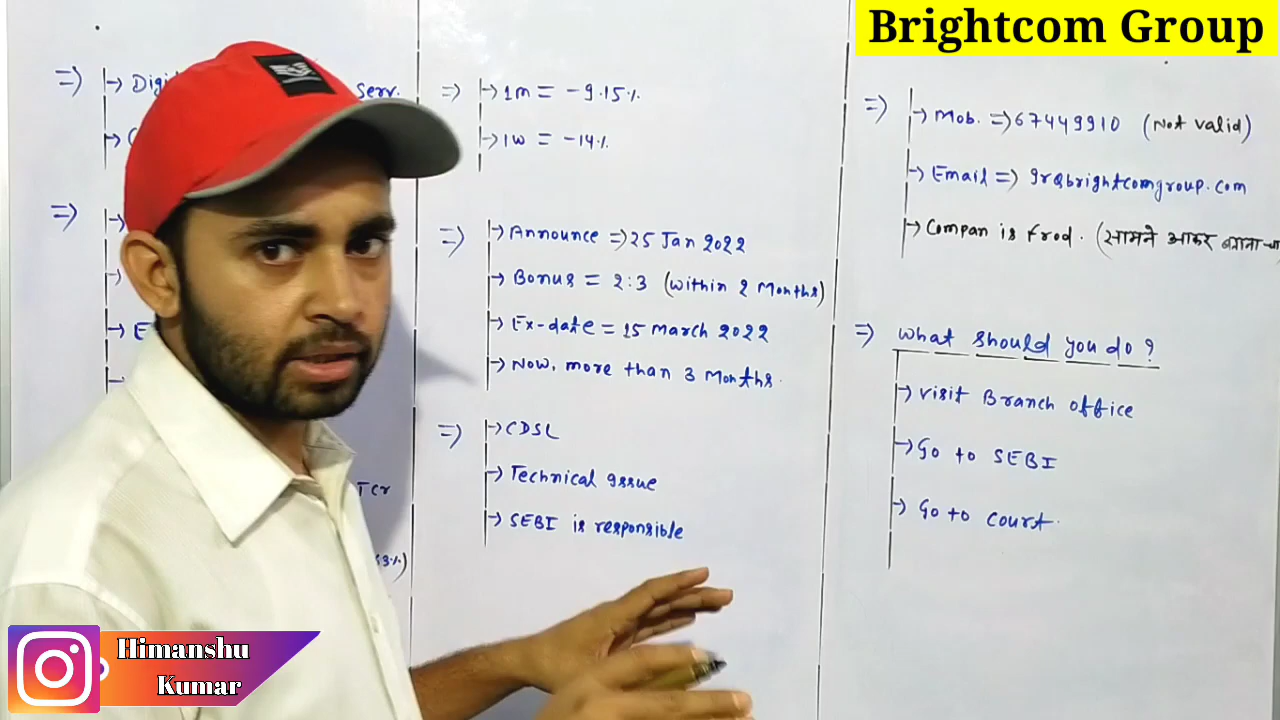 Brightcom Group
=> -> Digi serv.
=>
Tcr
3%)
=> -> 1m = -9.15%.
-> 1w = -14%.
=> -> Announce => 25 Jan 2022
-> Bonus = 2:3 (within 2 Months)
-> Ex-date = 15 March 2022
-> Now, more than 3 Months.
=> -> CDSL
-> Technical issue
-> SEBI is responsible
=> -> Mob. => 67449910 (Not valid)
-> Email => ir@brightcomgroup.com
-> Compan is Frod. (सामने आकर बताना चा
=> what should you do ?
-> visit Branch office
-> Go to SEBI
-> Go to court.
Himanshu
Kumar